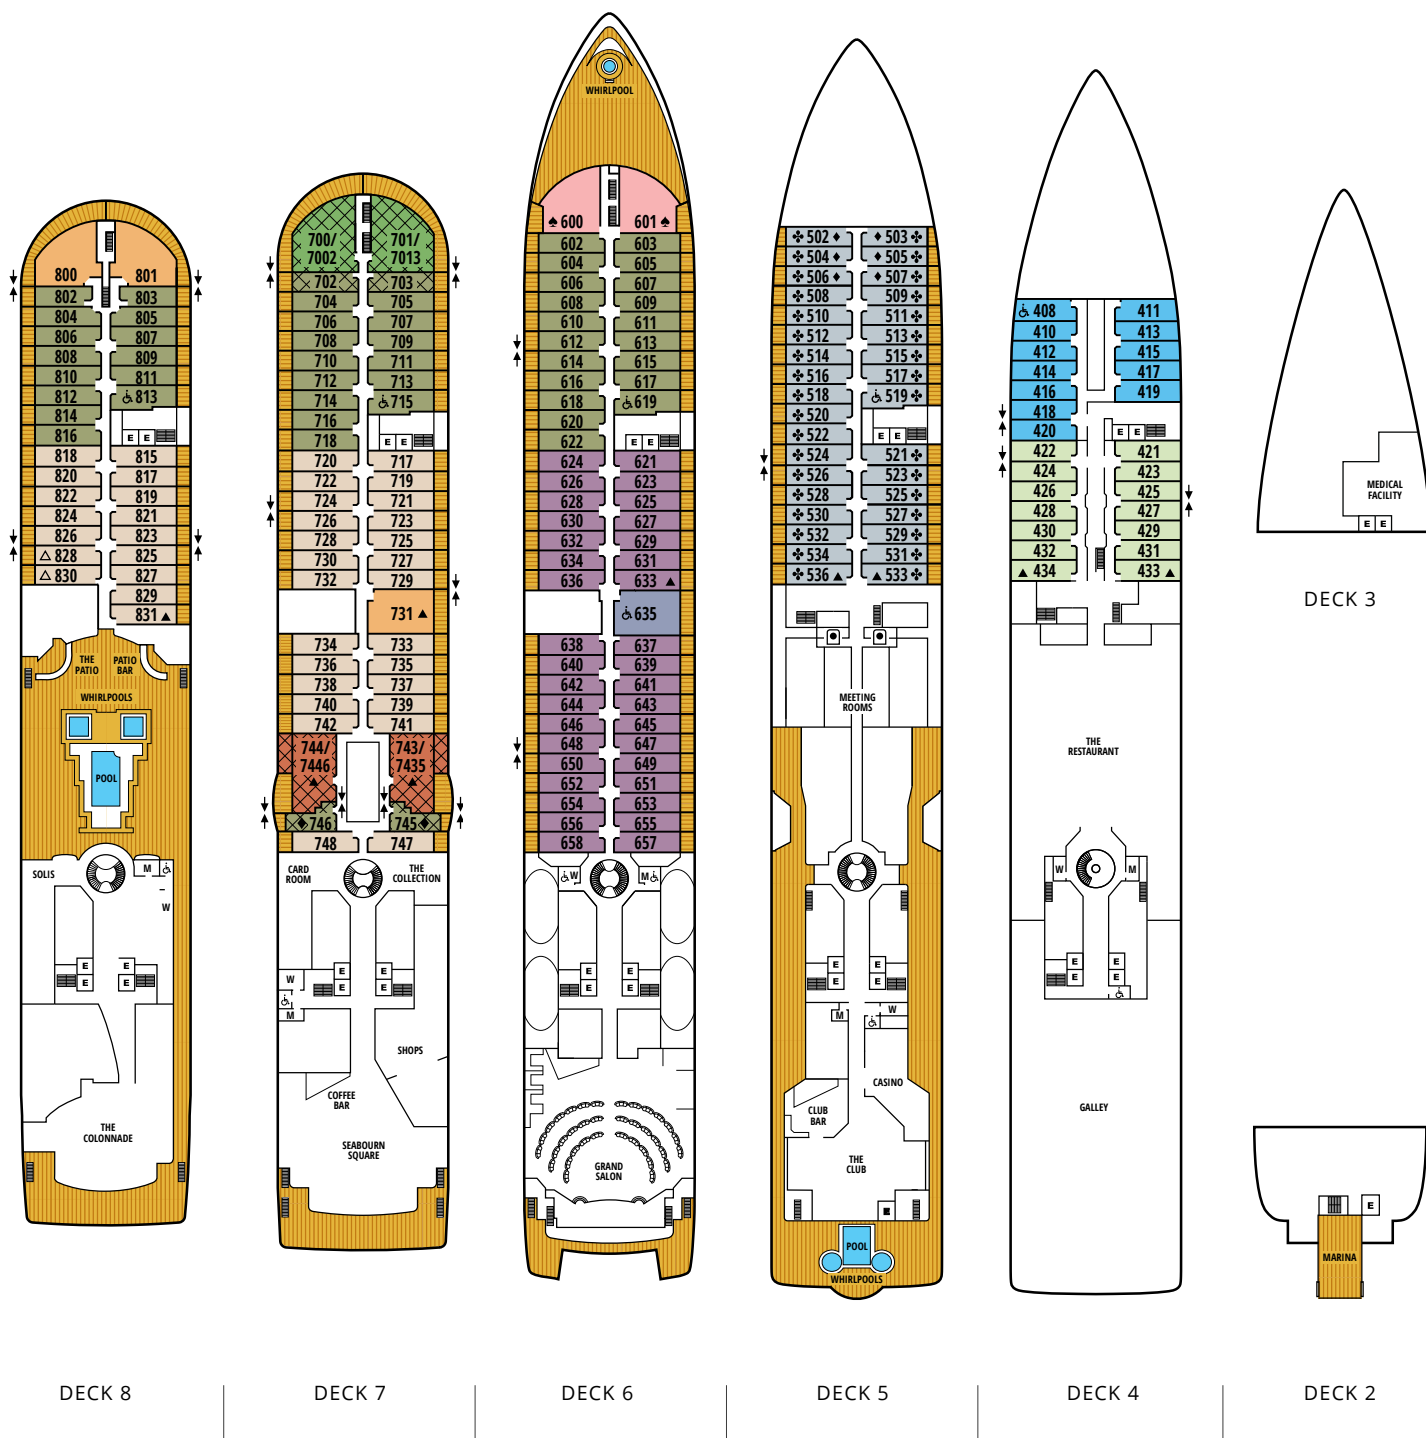 800 801
802 803
804 805
806 807
808 809
810 811
812 813
814
816
818 815
820 817
822 819
824 821
826 823
828 825
830 827
829
831
THE PATIO
PATIO BAR
WHIRLPOOLS
POOL
SOLIS
M
W
E E
E E
E E
THE COLONNADE
DECK 8
700/ 701/
7002 7013
702 703
704 705
706 707
708 709
710 711
712 713
714 715
716
718
E E
720 717
722 719
724 721
726 723
728 725
730 727
732 729
731
734 733
736 735
738 737
740 739
742 741
744/ 743/
7446 7435
746 745
748 747
CARD ROOM
THE COLLECTION
E E
E E
W
M
SHOPS
COFFEE BAR
SEABOURN SQUARE
DECK 7
WHIRLPOOL
600 601
602 603
604 605
606 607
608 609
610 611
612 613
614 615
616 617
618 619
620
622
E E
624 621
626 623
628 625
630 627
632 629
634 631
636 633
635
638 637
640 639
642 641
644 643
646 645
648 647
650 649
652 651
654 653
656 655
658 657
W M
E E
E E
GRAND SALON
DECK 6
502 503
504 505
506 507
508 509
510 511
512 513
514 515
516 517
518 519
520
522
E E
524 521
526 523
528 525
530 527
532 529
534 531
536 533
MEETING ROOMS
E E
E E
M W
CASINO
CLUB BAR
THE CLUB
E
POOL
WHIRLPOOLS
DECK 5
408 411
410 413
412 415
414 417
416 419
418
420
E E
422 421
424 423
426 425
428 427
430 429
432 431
434 433
THE RESTAURANT
W M
E E
E E
GALLEY
DECK 4
MEDICAL FACILITY
E E
DECK 3
E
MARINA
DECK 2